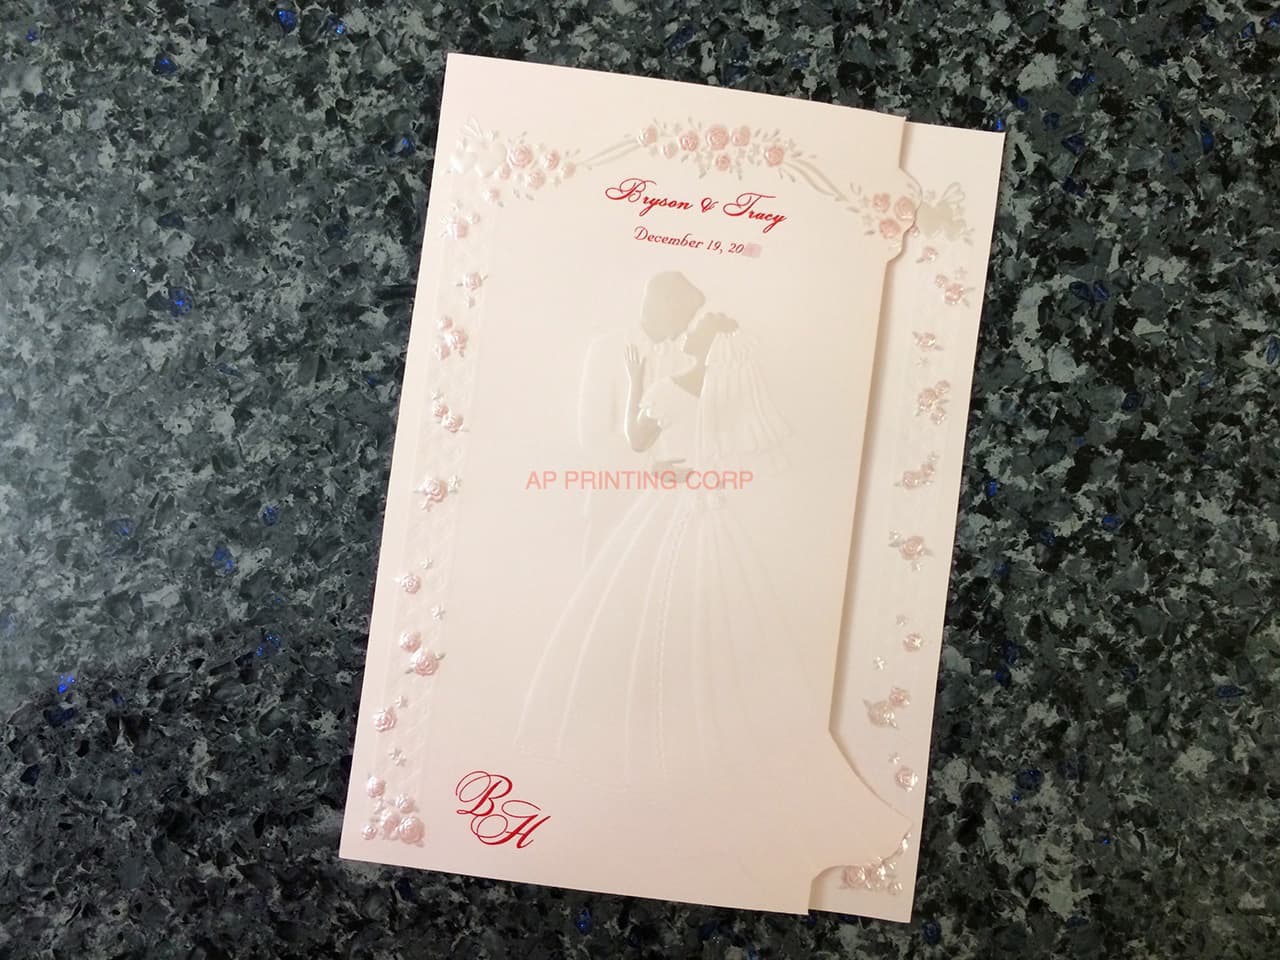 Bryson & Tracy
December 19, 20
AP PRINTING CORP
BH